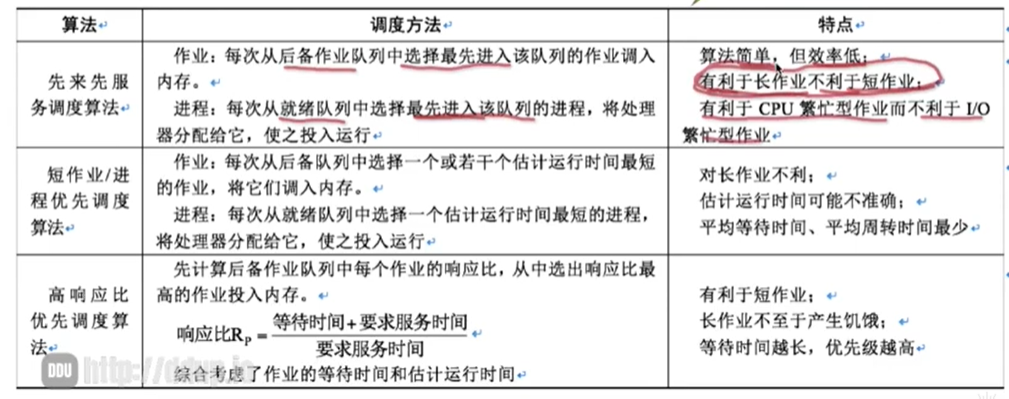 算法 调度方法 特点
先来先服务调度算法
作业：每次从后备作业队列中选择最先进入该队列的作业调入
内存。
进程：每次从就绪队列中选择最先进入该队列的进程，将处理
器分配给它，使之投入运行
算法简单，但效率低；
有利于长作业不利于短作业；
有利于 CPU 繁忙型作业而不利于 I/O
繁忙型作业
短作业/进
程优先调度
算法
作业：每次从后备队列中选择一个或若干个估计运行时间最短
的作业，将它们调入内存。
进程：每次从就绪队列中选择一个估计运行时间最短的进程，
将处理器分配给它，使之投入运行
对长作业不利；
估计运行时间可能不准确；
平均等待时间、平均周转时间最少
高响应比
优先调度算
法
先计算后备作业队列中每个作业的响应比，从中选出响应比最
高的作业投入内存。
响应比RP = 等待时间+要求服务时间
要求服务时间
综合考虑了作业的等待时间和估计运行时间
有利于短作业；
长作业不至于产生饥饿；
等待时间越长，优先级越高
DDU